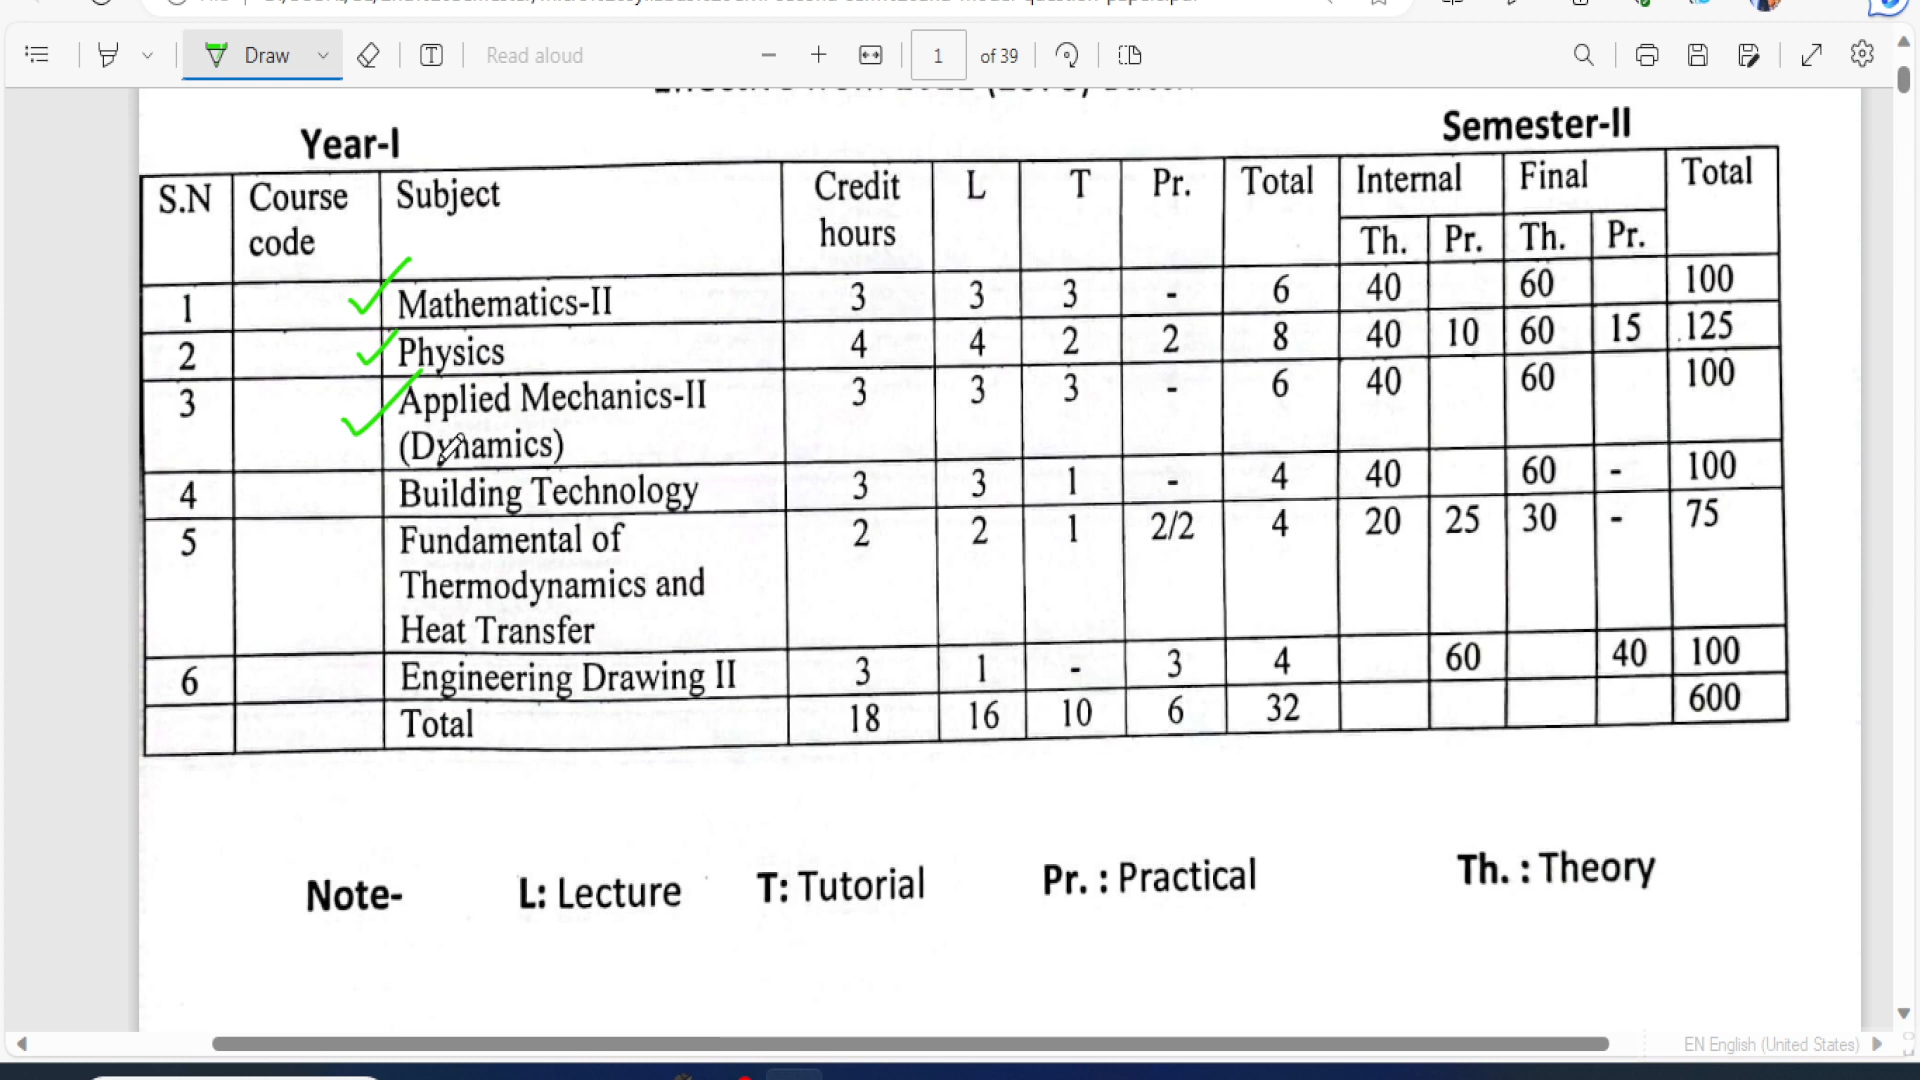 Draw
T
Read aloud
1
of 39
Year-I
Semester-II
S.N Course code Subject Credit hours L T Pr. Total Internal Final Total
Th. Pr. Th. Pr.
1 Mathematics-II 3 3 3 - 6 40 60 100
2 Physics 4 4 2 2 8 40 10 60 15 125
3 Applied Mechanics-II 3 3 3 - 6 40 60 100
(Dynamics)
4 Building Technology 3 3 1 - 4 40 60 - 100
5 Fundamental of 2 2 1 2/2 4 20 25 30 - 75
Thermodynamics and
Heat Transfer
6 Engineering Drawing II 3 1 - 3 4 60 40 100
Total 18 16 10 6 32 600
Note- L: Lecture T: Tutorial Pr. : Practical Th. : Theory
EN English (United States)